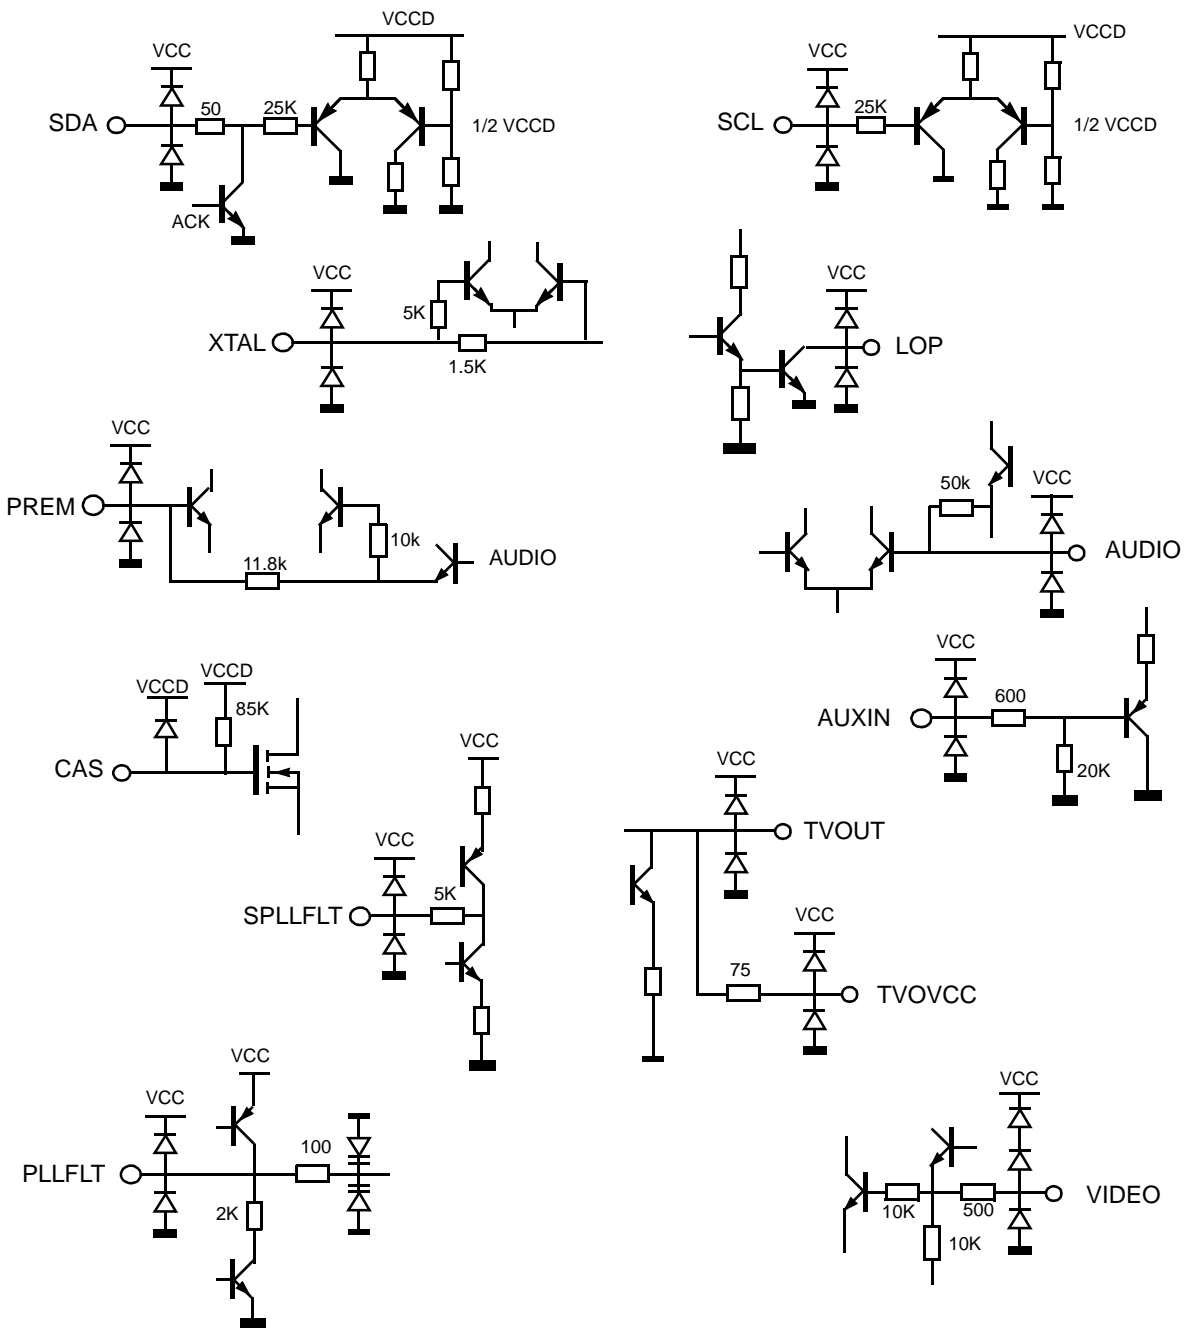 VCCD
VCC
50
25K
SDA
1/2 VCCD
ACK
VCCD
VCC
25K
SCL
1/2 VCCD
VCC
5K
XTAL
1.5K
VCC
LOP
VCC
PREM
10k
11.8k
AUDIO
50k
VCC
AUDIO
VCCD
VCCD
85K
CAS
VCC
600
AUXIN
20K
VCC
VCC
5K
SPLLFLT
VCC
TVOUT
VCC
75
TVOVCC
VCC
VCC
100
PLLFLT
2K
VCC
VIDEO
10K
500
10K